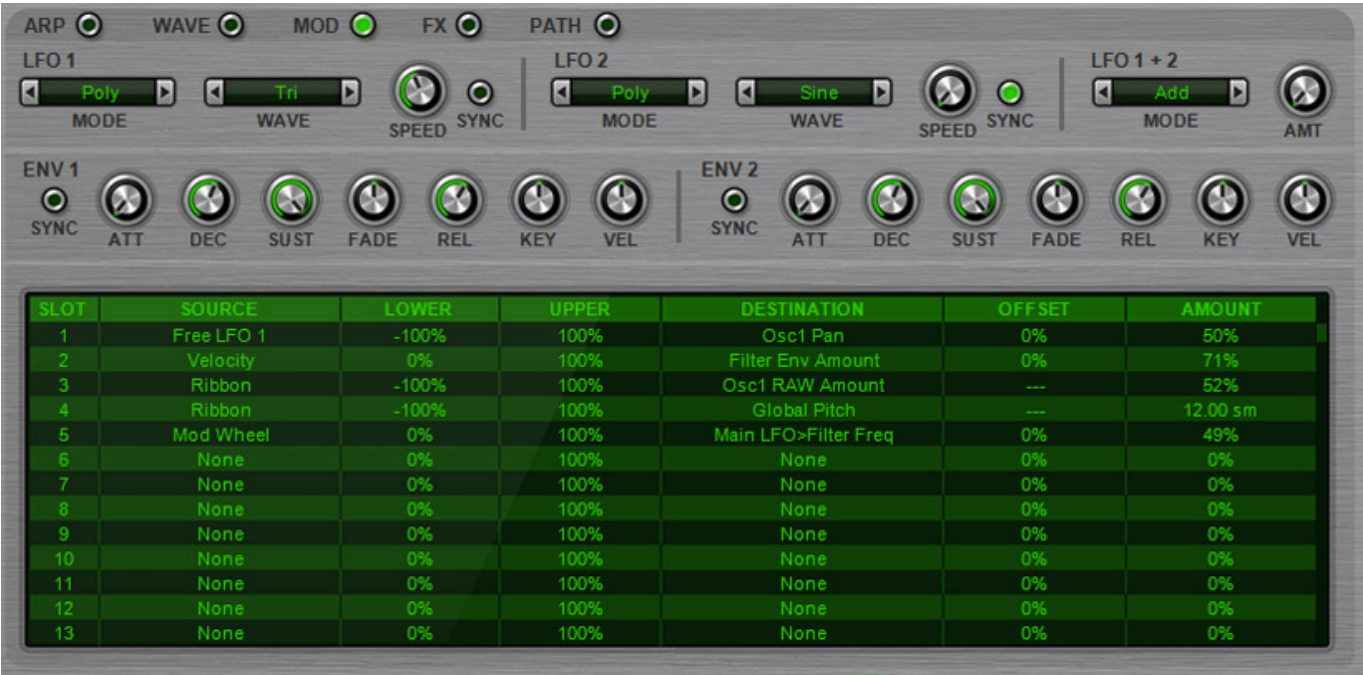 ARP WAVE MOD FX PATH
LFO 1 LFO 2 LFO 1 + 2
Poly Tri Poly Sine Add
MODE WAVE SPEED SYNC MODE WAVE SPEED SYNC MODE AMT
ENV 1 ENV 2
SYNC ATT DEC SUST FADE REL KEY VEL SYNC ATT DEC SUST FADE REL KEY VEL
SLOT SOURCE LOWER UPPER DESTINATION OFFSET AMOUNT
1 Free LFO 1 -100% 100% Osc1 Pan 0% 50%
2 Velocity 0% 100% Filter Env Amount 0% 71%
3 Ribbon -100% 100% Osc1 RAW Amount --- 52%
4 Ribbon -100% 100% Global Pitch --- 12.00 sm
5 Mod Wheel 0% 100% Main LFO>Filter Freq 0% 49%
6 None 0% 100% None 0% 0%
7 None 0% 100% None 0% 0%
8 None 0% 100% None 0% 0%
9 None 0% 100% None 0% 0%
10 None 0% 100% None 0% 0%
11 None 0% 100% None 0% 0%
12 None 0% 100% None 0% 0%
13 None 0% 100% None 0% 0%